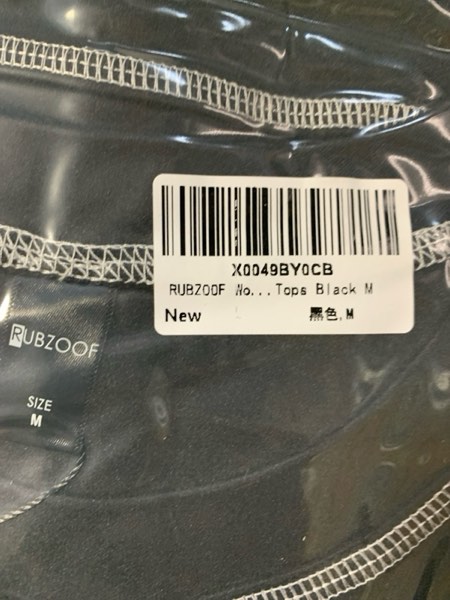 X0049BY0CB
RUBZOOF Wo...Tops Black M
New
黑色,M
RUBZOOF
SIZE
M